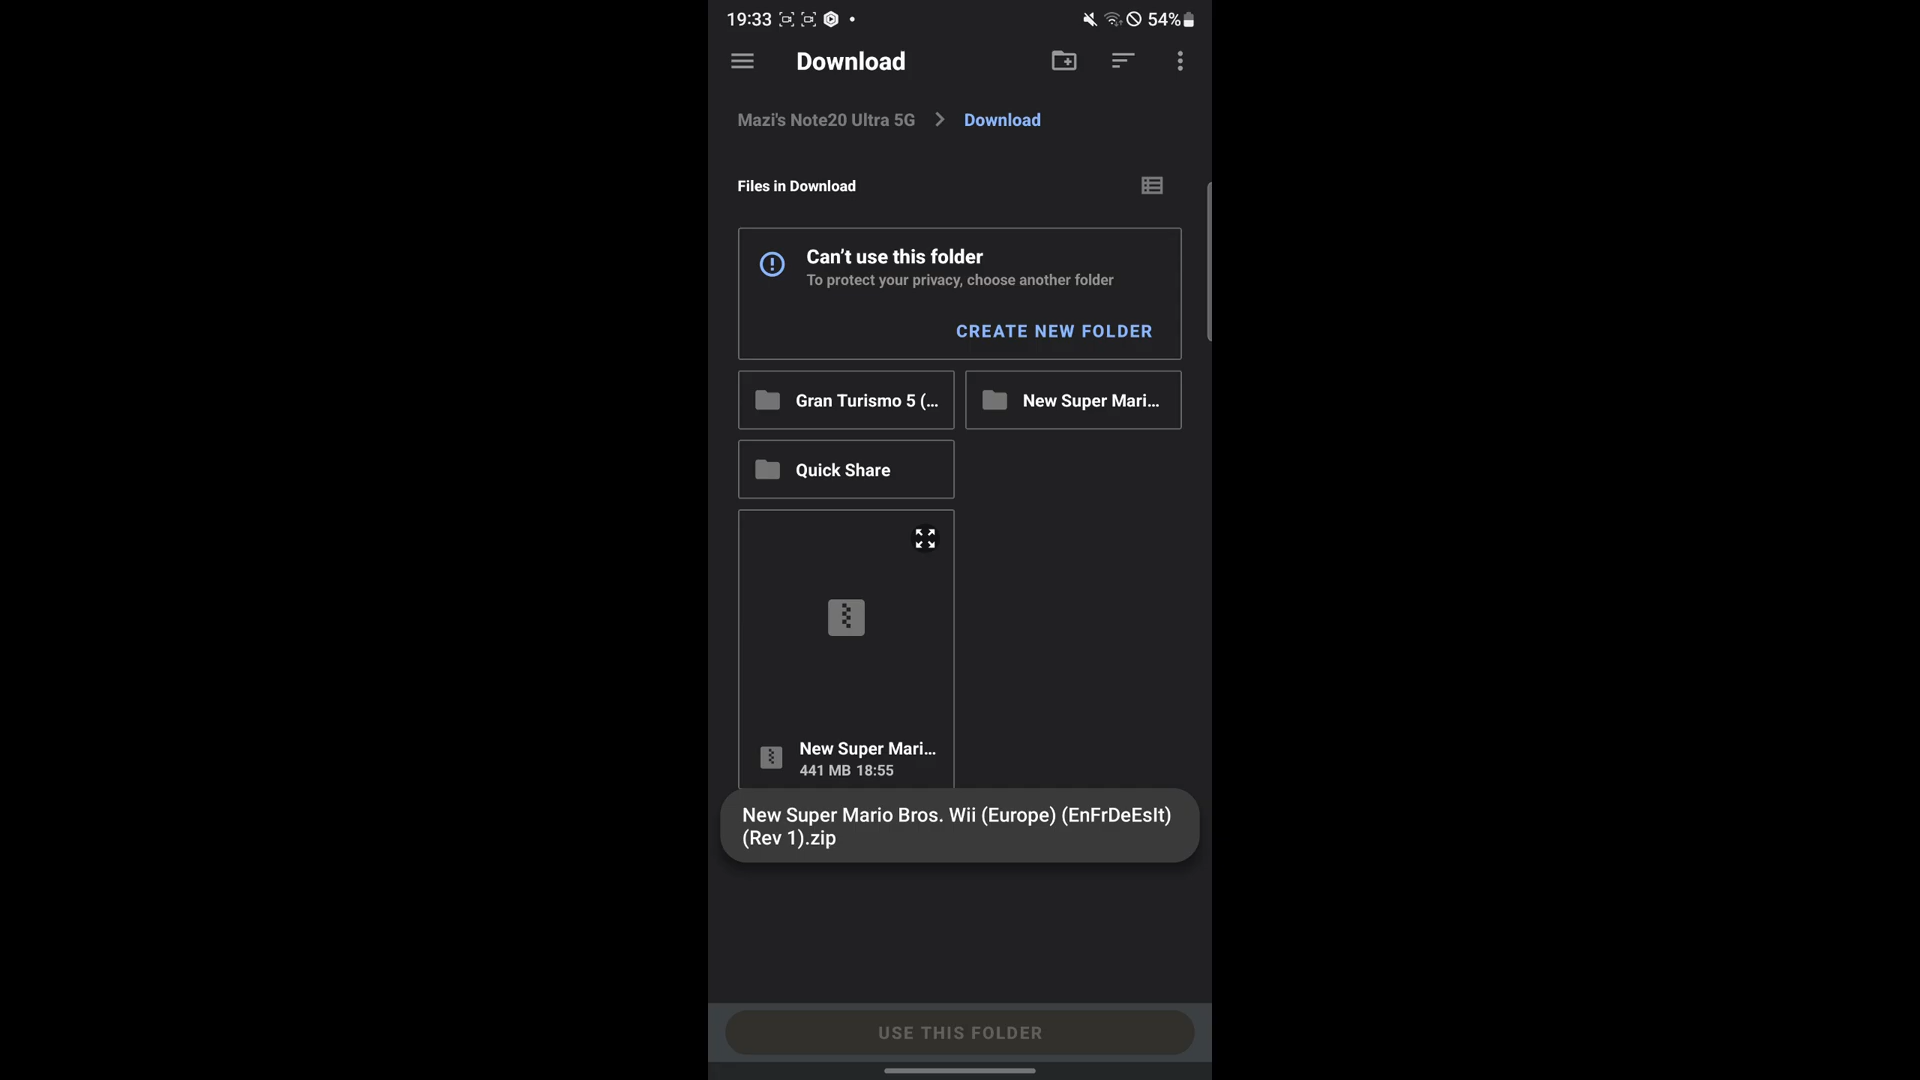 19:33
54%
Download
Mazi's Note20 Ultra 5G
Download
Files in Download
Can’t use this folder
To protect your privacy, choose another folder
CREATE NEW FOLDER
Gran Turismo 5 (...
New Super Mari...
Quick Share
New Super Mari...
441 MB 18:55
New Super Mario Bros. Wii (Europe) (EnFrDeEsIt)
(Rev 1).zip
USE THIS FOLDER